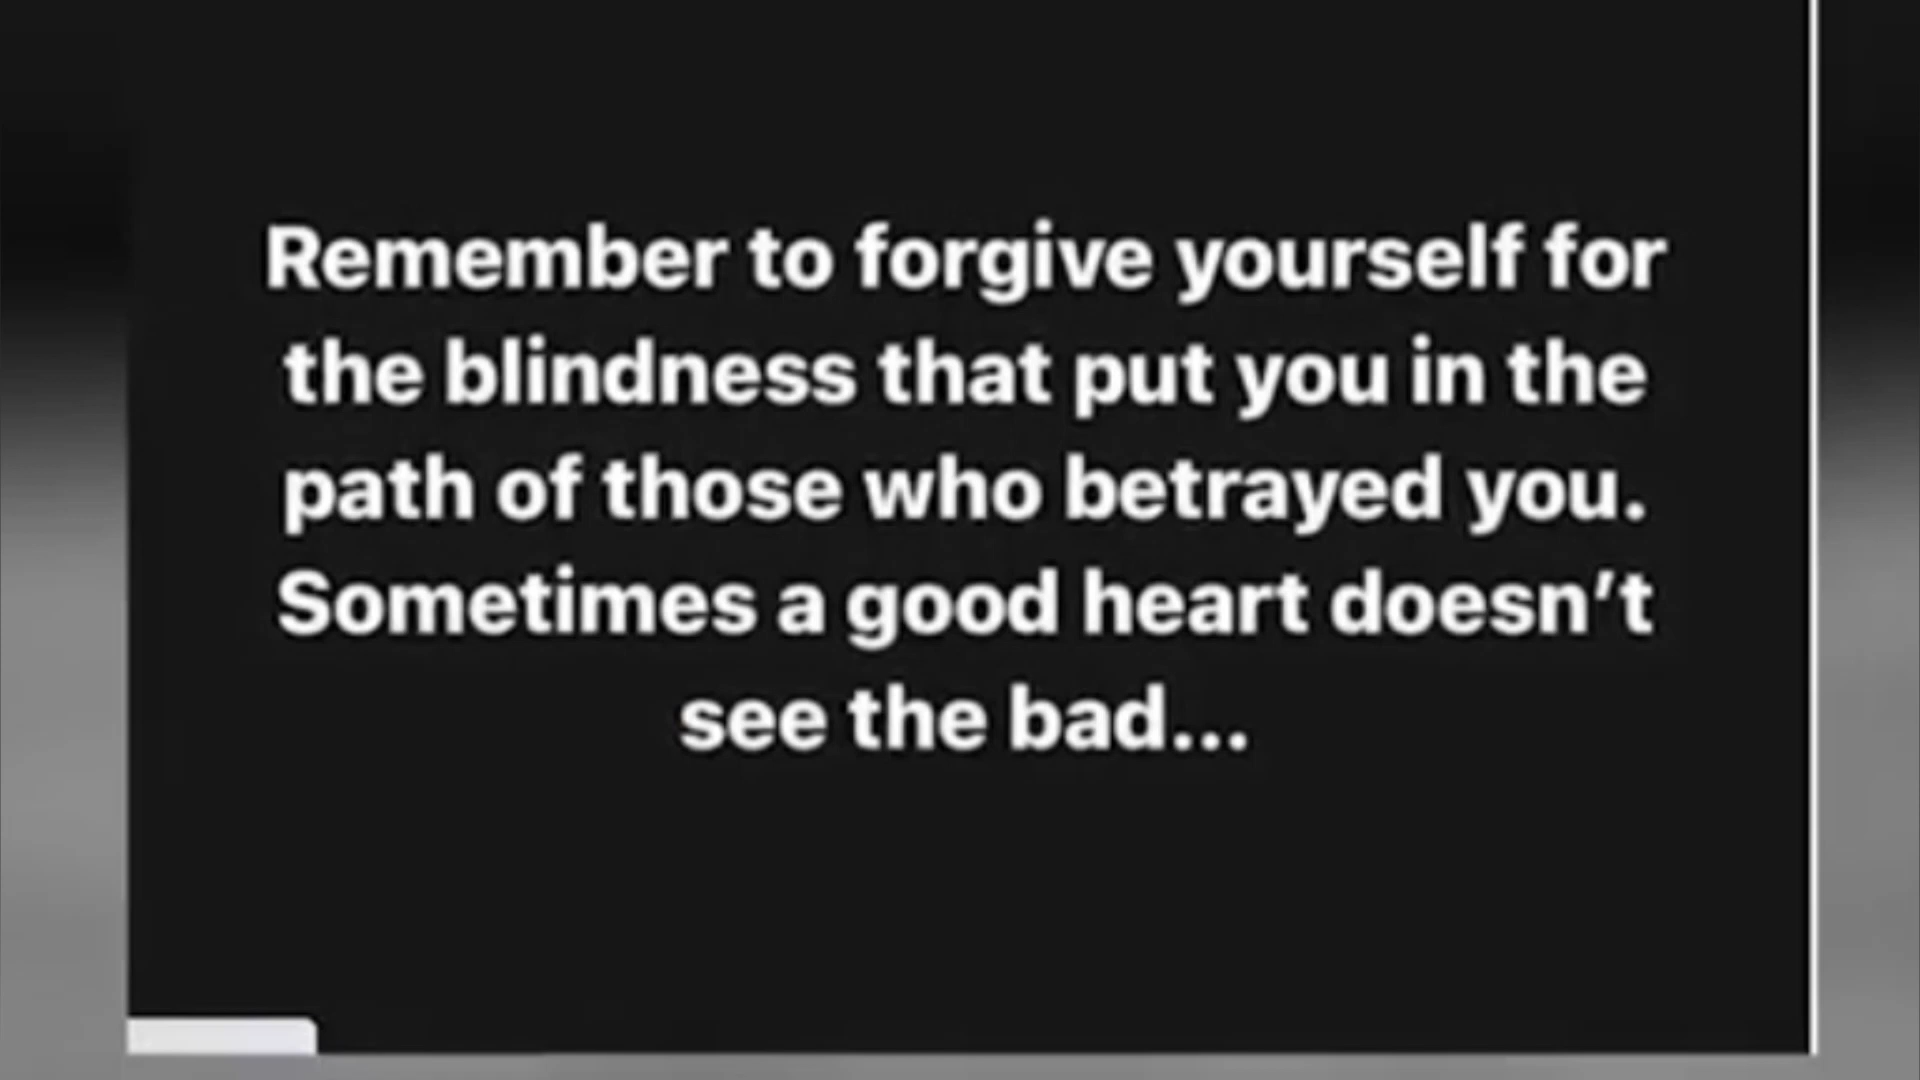 Remember to forgive yourself for
the blindness that put you in the
path of those who betrayed you.
Sometimes a good heart doesn’t
see the bad...